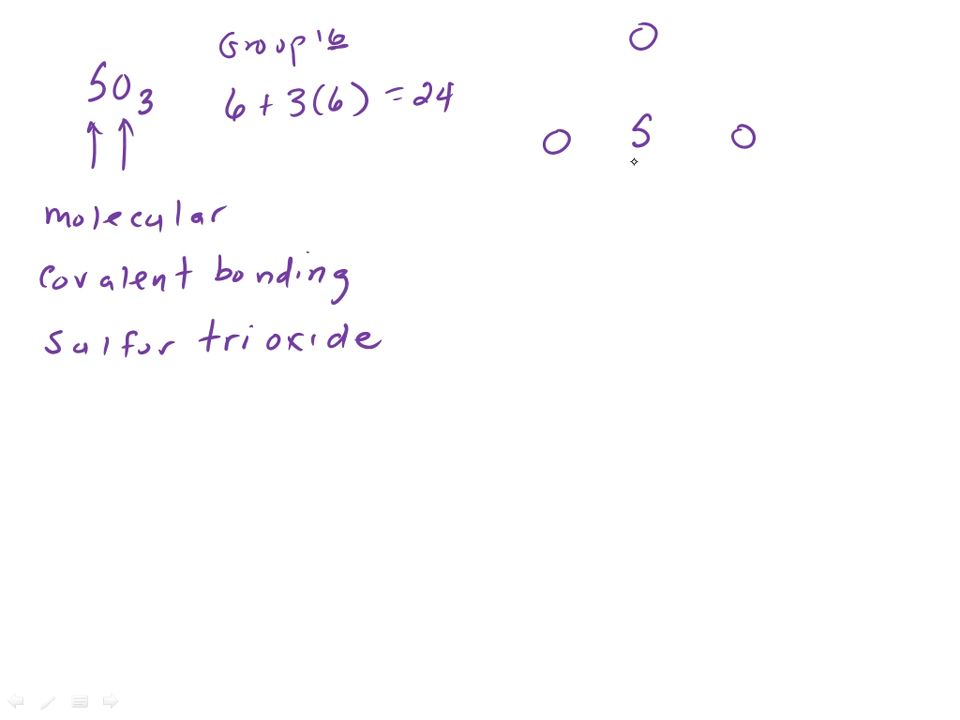 Group 16
SO3
6 + 3(6) = 24
O
O S O
molecular
covalent bonding
sulfur trioxide